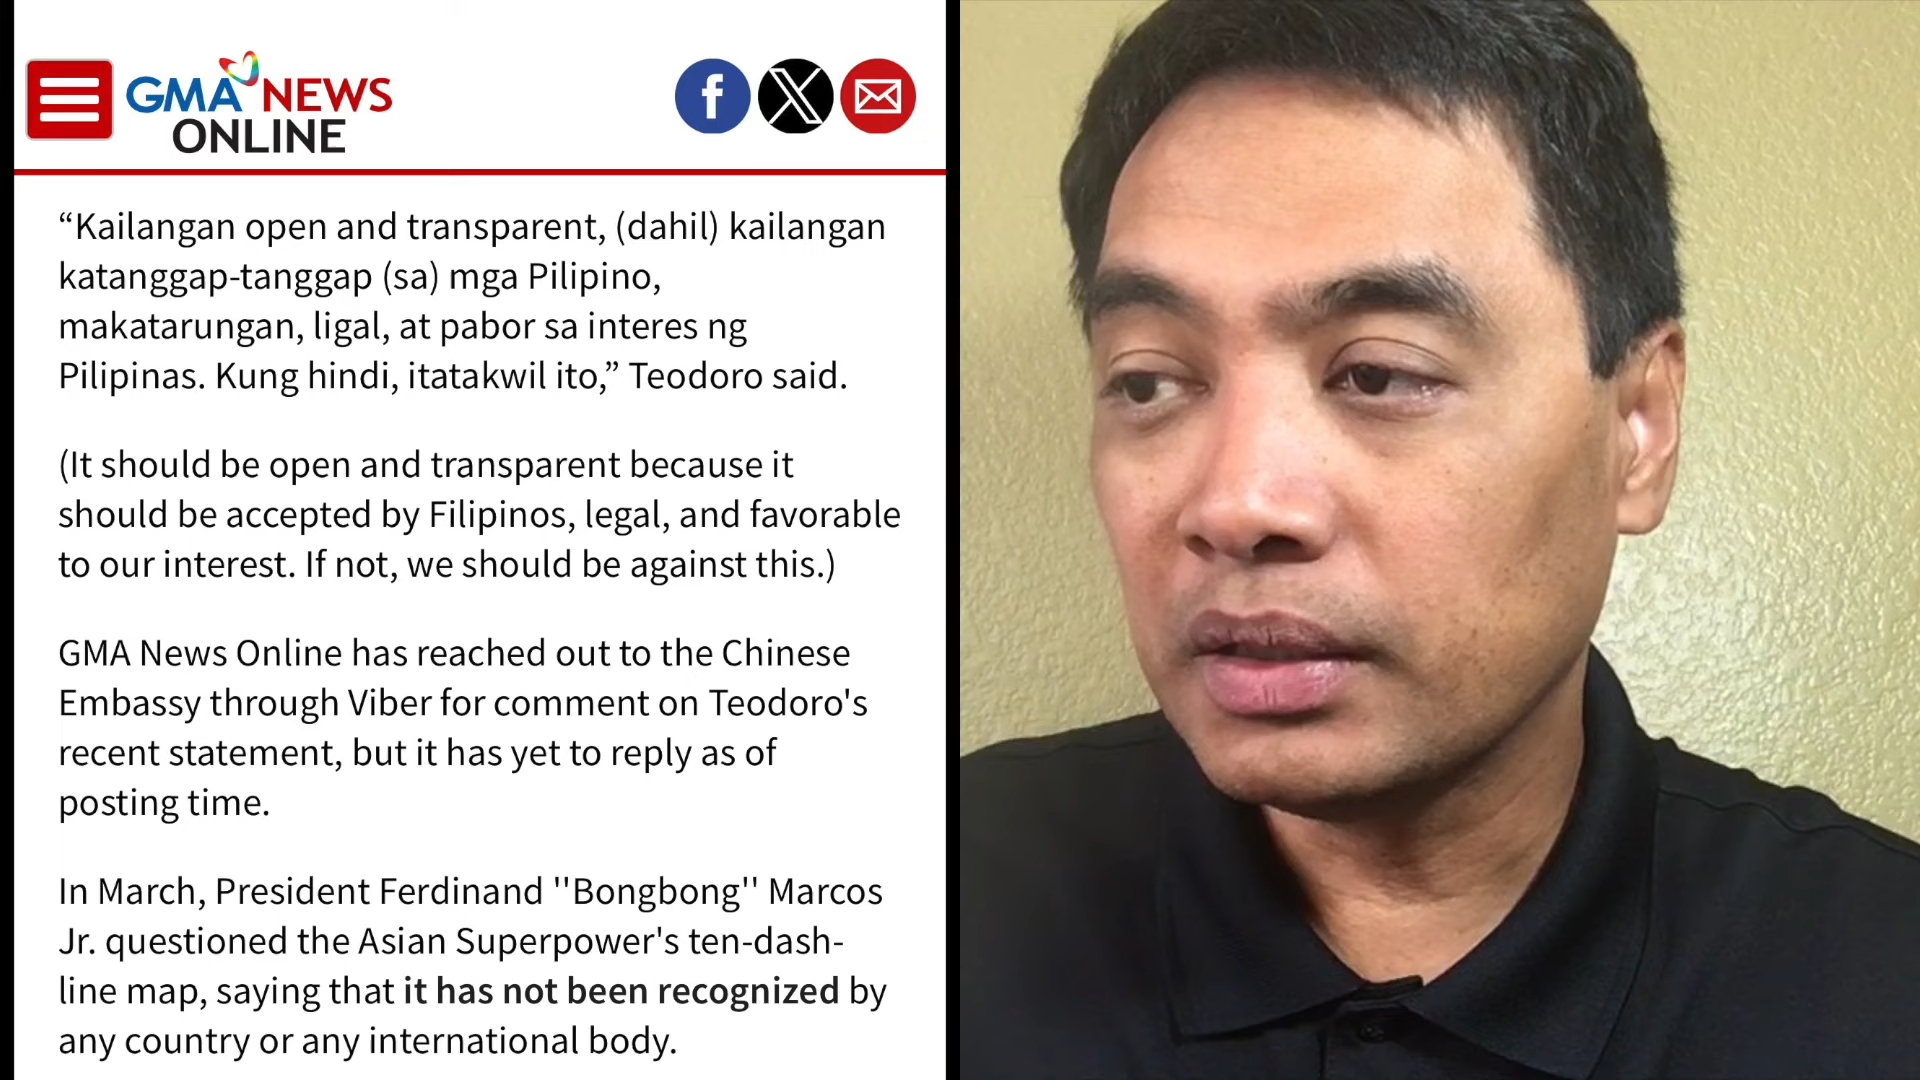 GMA NEWS
ONLINE
“Kailangan open and transparent, (dahil) kailangan
katanggap-tanggap (sa) mga Pilipino,
makatarungan, ligal, at pabor sa interes ng
Pilipinas. Kung hindi, itatakwil ito,” Teodoro said.
(It should be open and transparent because it
should be accepted by Filipinos, legal, and favorable
to our interest. If not, we should be against this.)
GMA News Online has reached out to the Chinese
Embassy through Viber for comment on Teodoro's
recent statement, but it has yet to reply as of
posting time.
In March, President Ferdinand ''Bongbong'' Marcos
Jr. questioned the Asian Superpower's ten-dash-
line map, saying that it has not been recognized by
any country or any international body.